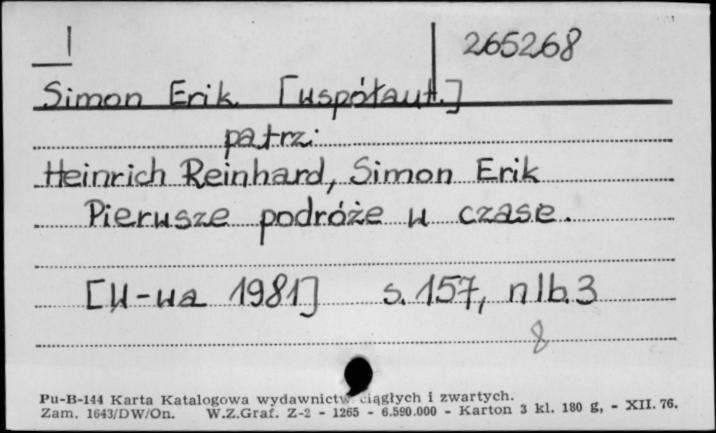 I
265268
Simon Erik [współaut.]
patrz:
Heinrich Reinhard, Simon Erik
Pierwsze podróże w czase.
[W-wa 1981] s. 157, nlb. 3
8
Pu-B-144 Karta Katalogowa wydawnictw ciągłych i zwartych.
Zam. 1643/DW/On. W.Z.Graf. Z-2 - 1265 - 6.590.000 - Karton 3 kl. 180 g, - XII. 76.